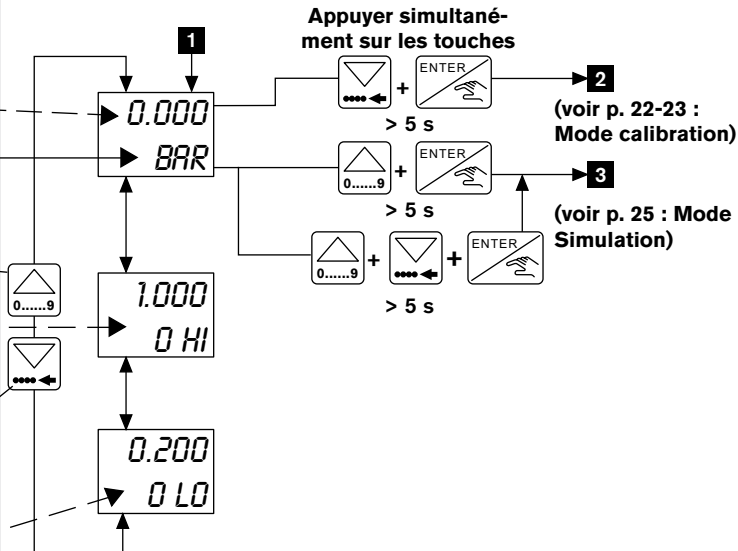 Appuyer simultané-
ment sur les touches
1
ENTER
+
> 5 s
2
(voir p. 22-23 :
Mode calibration)
0.000
BAR
0......9
+
ENTER
> 5 s
3
(voir p. 25 : Mode
Simulation)
0......9
+
+
ENTER
> 5 s
0......9
1.000
0 HI
0.200
0 LO